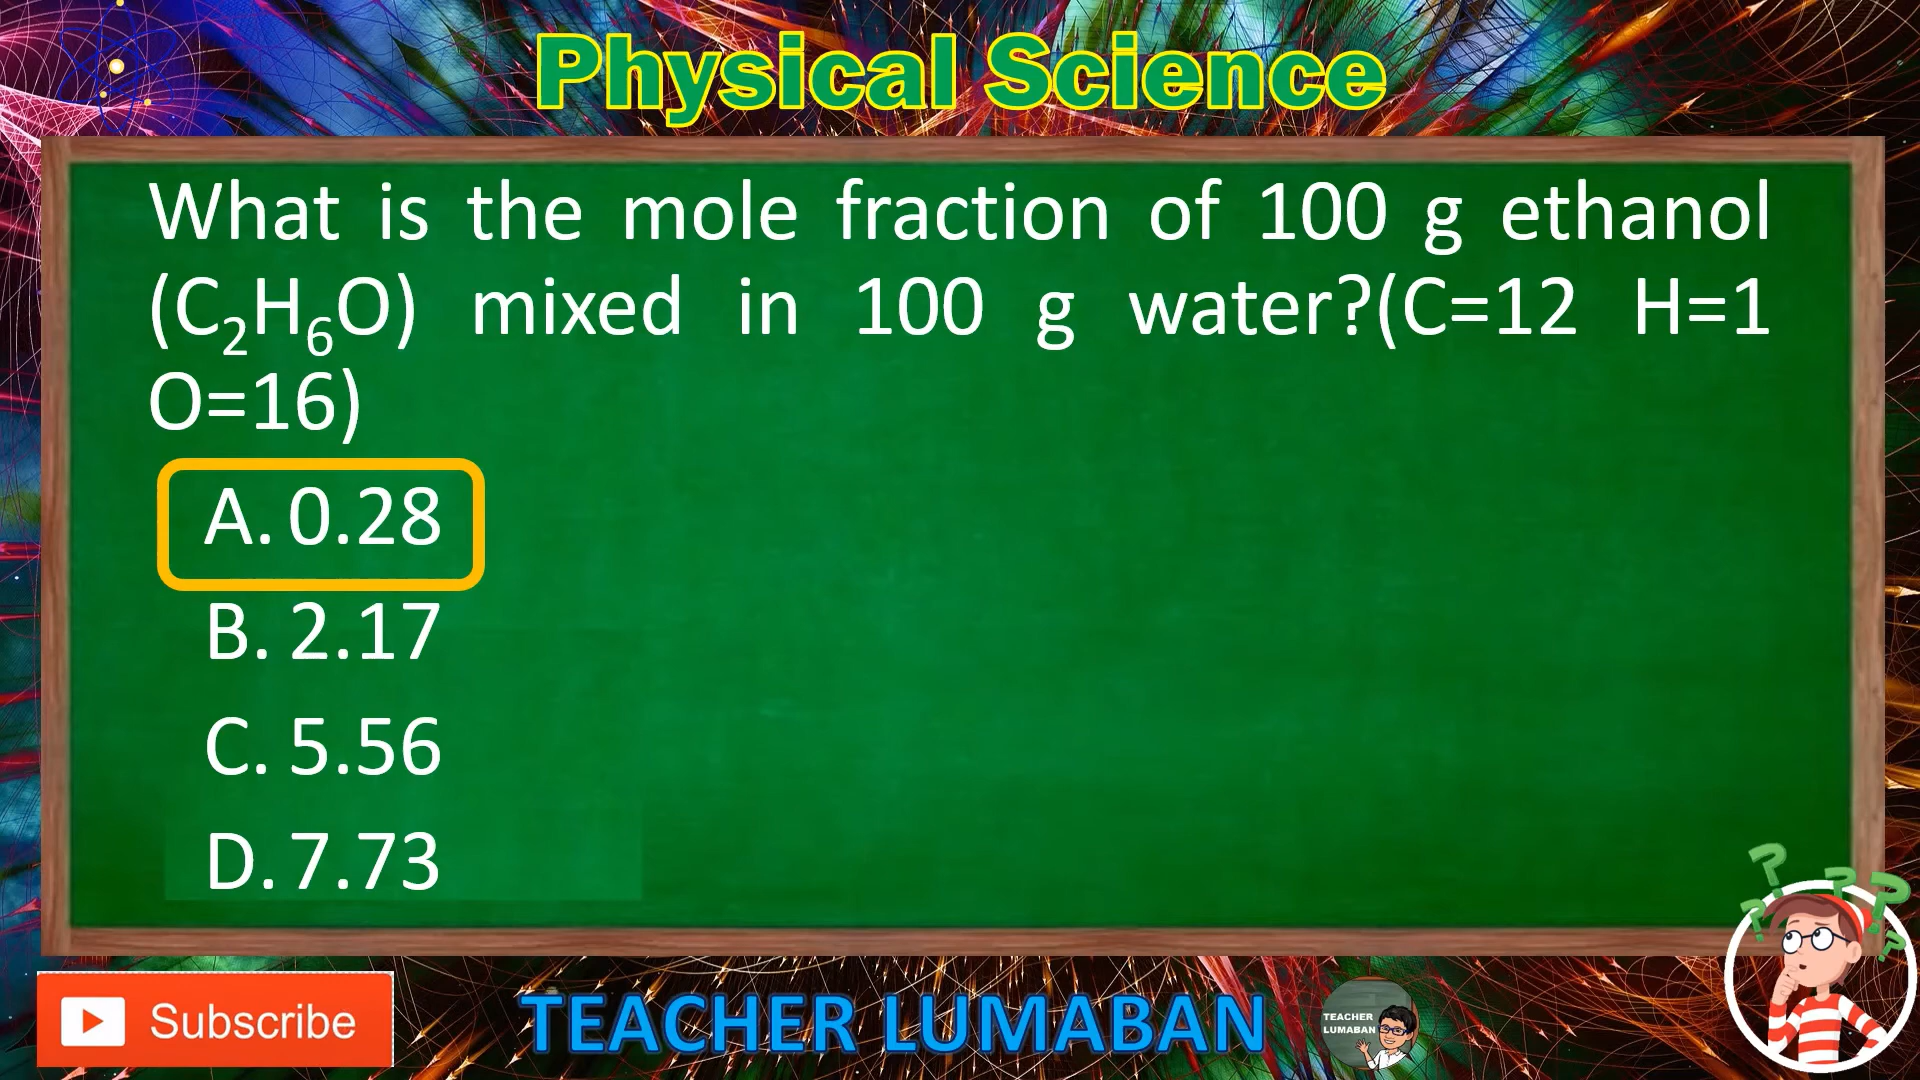 Physical Science
What is the mole fraction of 100 g ethanol
(C₂H₆O) mixed in 100 g water?(C=12 H=1
O=16)
A. 0.28
B. 2.17
C. 5.56
D. 7.73
Subscribe
TEACHER LUMABAN
TEACHER
LUMABAN
? ? ? ? ?